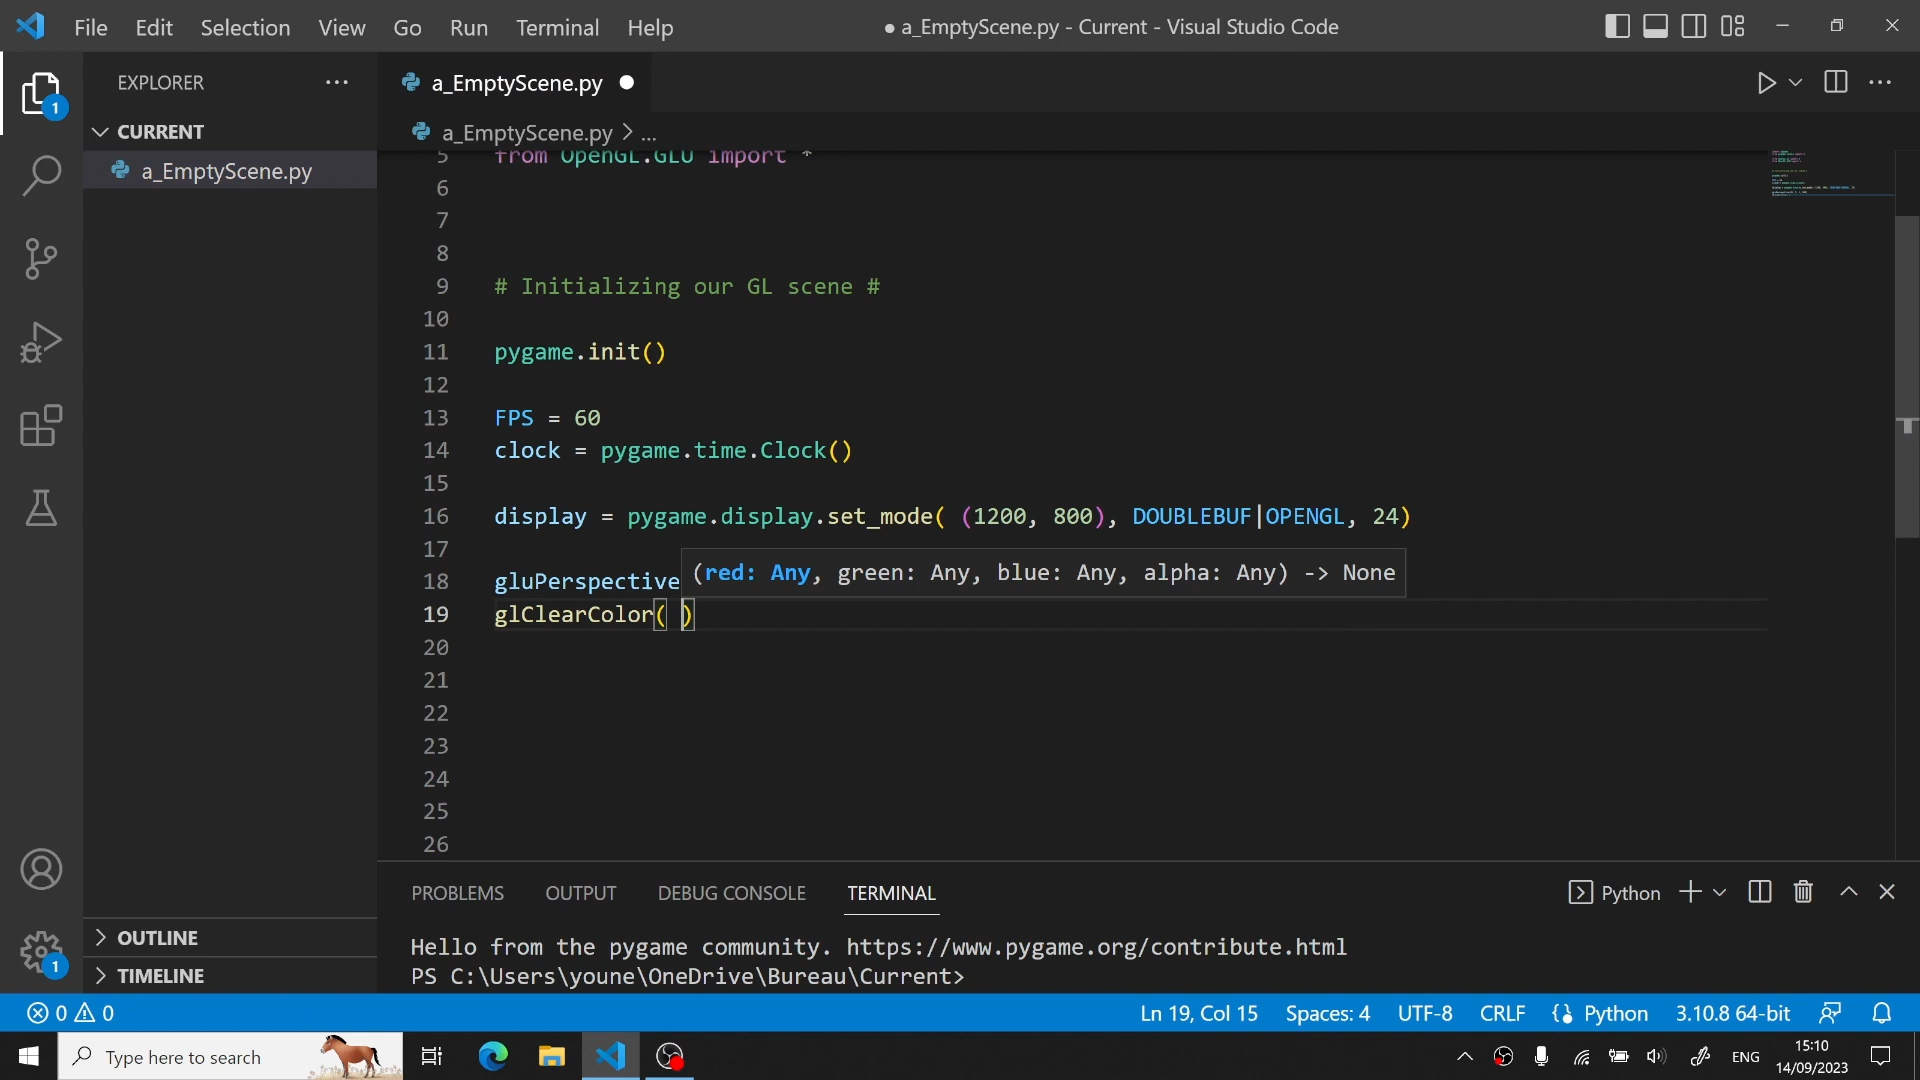 File Edit Selection View Go Run Terminal Help
● a_EmptyScene.py - Current - Visual Studio Code
EXPLORER
CURRENT
a_EmptyScene.py
1
a_EmptyScene.py
a_EmptyScene.py > ...
5 from OpenGL.GLU import *
6
7
8
9 # Initializing our GL scene #
10
11 pygame.init()
12
13 FPS = 60
14 clock = pygame.time.Clock()
15
16 display = pygame.display.set_mode( (1200, 800), DOUBLEBUF|OPENGL, 24)
17
(red: Any, green: Any, blue: Any, alpha: Any) -> None
18 gluPerspective
19 glClearColor( )
20
21
22
23
24
25
26
PROBLEMS OUTPUT DEBUG CONSOLE TERMINAL
Python
Hello from the pygame community. https://www.pygame.org/contribute.html
PS C:\Users\youne\OneDrive\Bureau\Current>
OUTLINE
TIMELINE
1
0 0
Ln 19, Col 15 Spaces: 4 UTF-8 CRLF Python 3.10.8 64-bit
Type here to search
ENG
15:10
14/09/2023